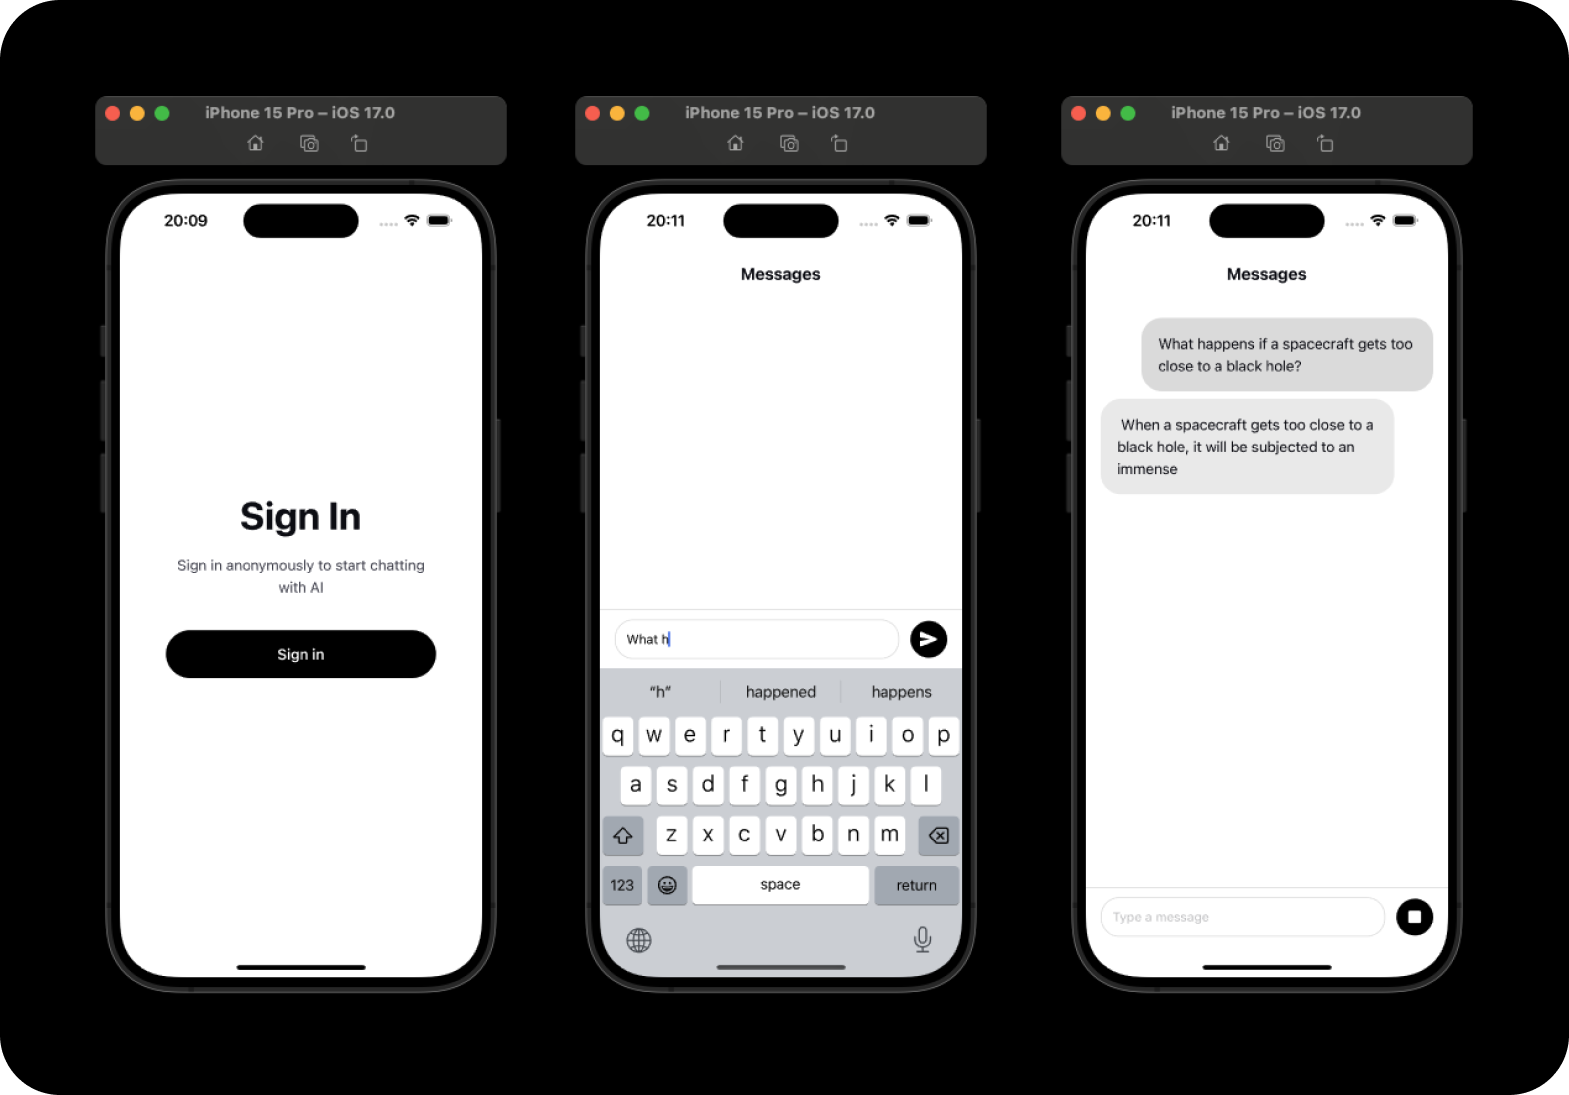 iPhone 15 Pro – iOS 17.0
20:09
Sign In
Sign in anonymously to start chatting
with AI
Sign in
iPhone 15 Pro – iOS 17.0
20:11
Messages
What h
“h” happened happens
q w e r t y u i o p
a s d f g h j k l
z x c v b n m
123 space return
iPhone 15 Pro – iOS 17.0
20:11
Messages
What happens if a spacecraft gets too
close to a black hole?
When a spacecraft gets too close to a
black hole, it will be subjected to an
immense
Type a message